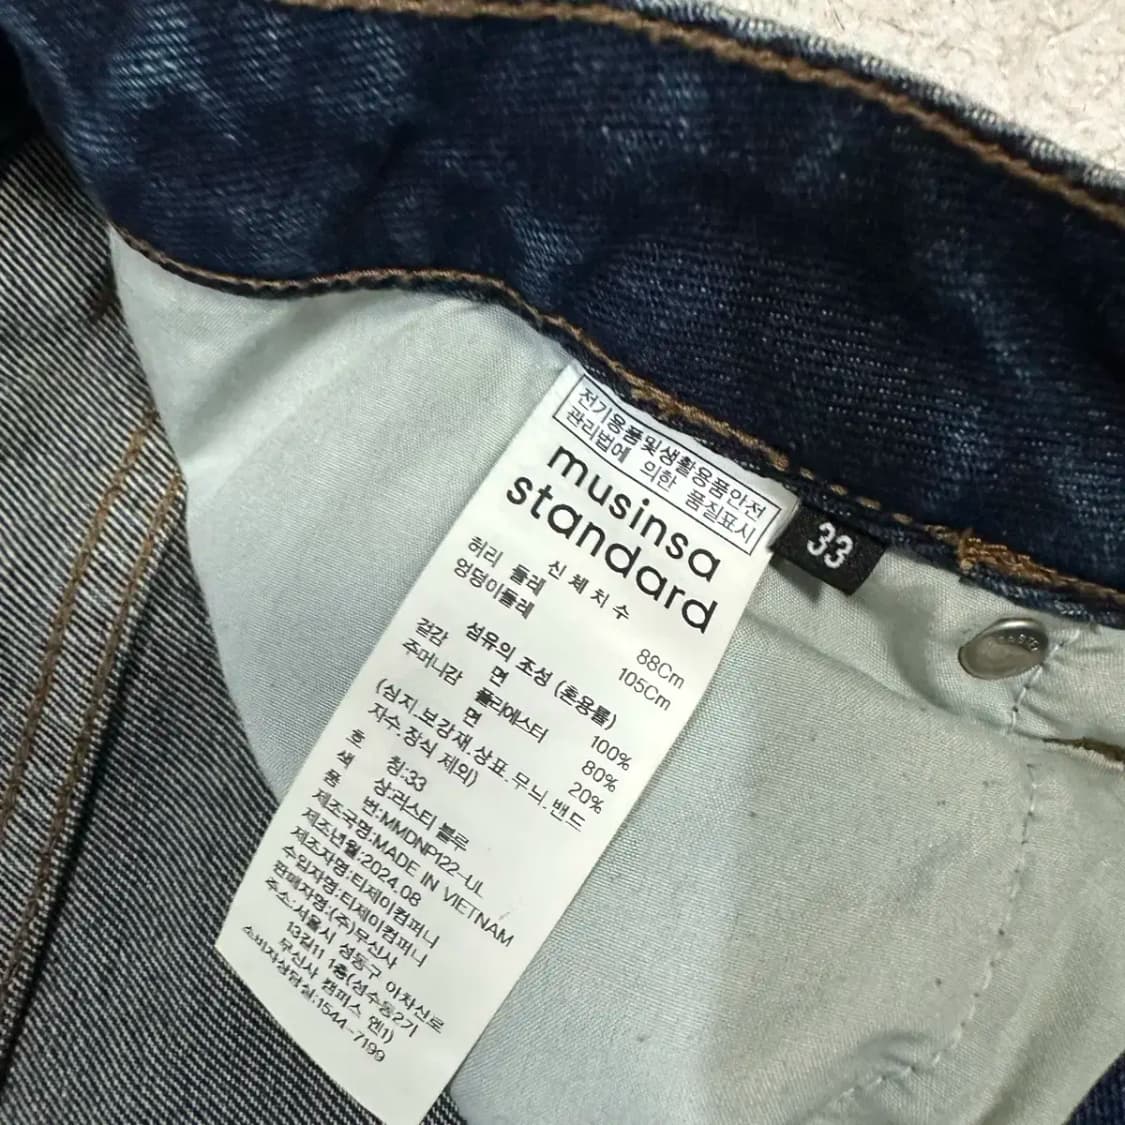 전기용품및생활용품안전
관리법에 의한 품질표시
musinsa
standard
신 체 치 수
허리 둘레 88Cm
엉덩이둘레 105Cm
섬유의 조성 (혼용률)
겉감 면 100%
주머니감 폴리에스터 80%
면 20%
(심지.보강재.상표.무늬.밴드
자수.장식 제외)
호 칭:33
색 상:러스티 블루
품 번:MMDNP122-UL
제조국명:MADE IN VIETNAM
제조년월:2024.08
제조자명:티제이컴퍼니
수입자명:티제이컴퍼니
판매자명:(주)무신사
주소:서울시 성동구 아차산로
13길11 1층(성수동2가
무신사 캠퍼스 엔1)
소비자상담실:1544-7199
33